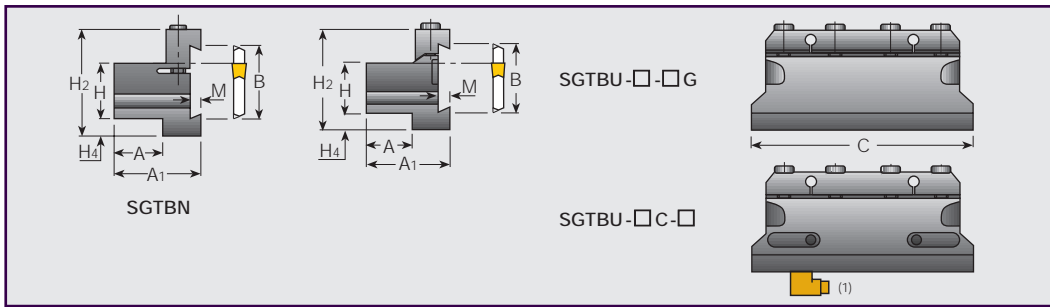 H2
H
H4
A
A1
M
B
SGTBN
H2
H
H4
A
A1
M
B
SGTBU-□-□G
C
SGTBU-□C-□
(1)